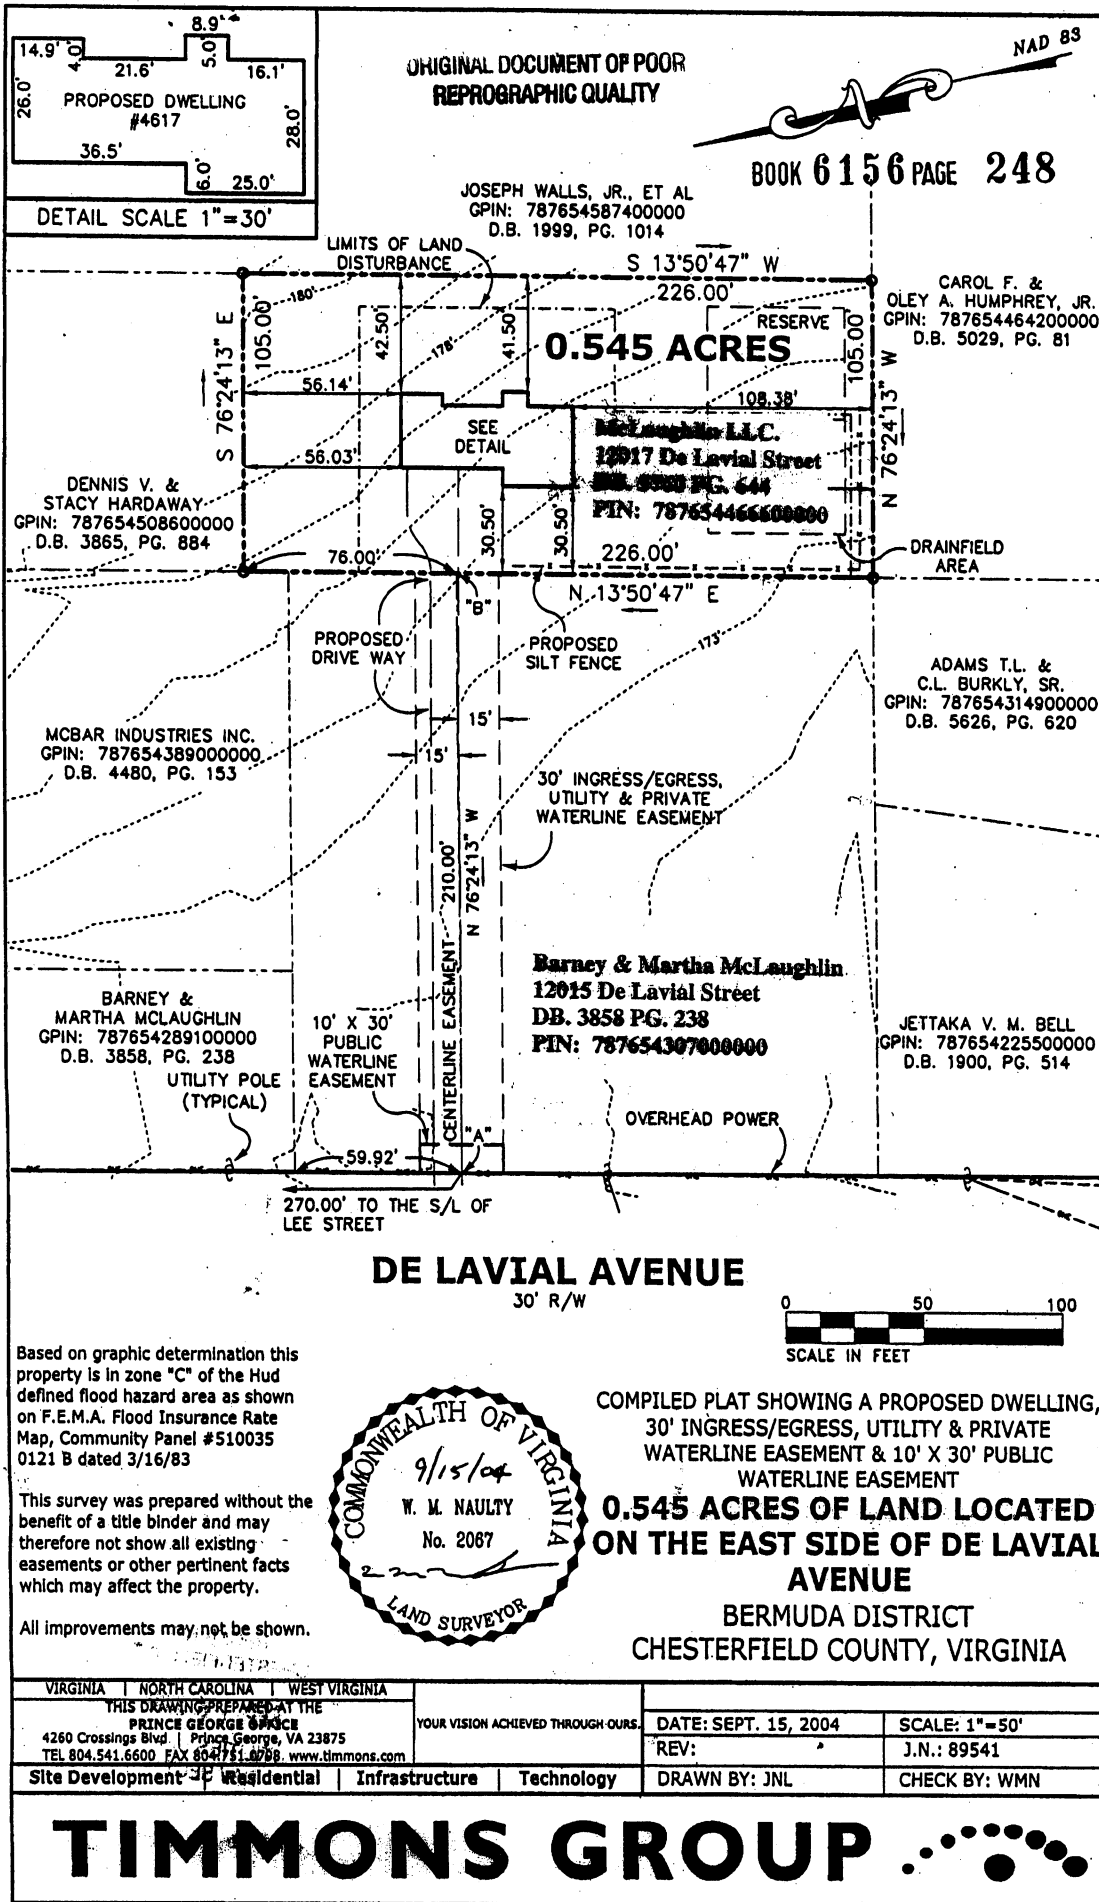 8.9'
14.9'
4.0'
21.6'
5.0'
16.1'
26.0'
PROPOSED DWELLING
#4617
28.0'
36.5'
6.0'
25.0'
DETAIL SCALE 1"=30'
ORIGINAL DOCUMENT OF POOR
REPROGRAPHIC QUALITY
NAD 83
BOOK 6156 PAGE 248
JOSEPH WALLS, JR., ET AL
GPIN: 787654587400000
D.B. 1999, PG. 1014
LIMITS OF LAND
DISTURBANCE
S 13°50'47" W
226.00'
180'
178'
S 76°24'13" E
105.00'
42.50'
41.50'
RESERVE
0.545 ACRES
105.00'
N 76°24'13" W
CAROL F. &
OLEY A. HUMPHREY, JR.
GPIN: 787654464200000
D.B. 5029, PG. 81
56.14'
108.38'
SEE
DETAIL
McLaughlin LLC.
12017 De Lavial Street
PG. 644
PIN: 787654466600000
56.03'
DENNIS V. &
STACY HARDAWAY
GPIN: 787654508600000
D.B. 3865, PG. 884
30.50'
30.50'
76.00'
226.00'
DRAINFIELD
AREA
"B"
N 13°50'47" E
PROPOSED
DRIVE WAY
PROPOSED
SILT FENCE
173'
ADAMS T.L. &
C.L. BURKLY, SR.
GPIN: 787654314900000
D.B. 5626, PG. 620
15'
15'
MCBAR INDUSTRIES INC.
GPIN: 787654389000000
D.B. 4480, PG. 153
30' INGRESS/EGRESS,
UTILITY & PRIVATE
WATERLINE EASEMENT
CENTERLINE EASEMENT 210.00'
N 76°24'13" W
Barney & Martha McLaughlin
12015 De Lavial Street
DB. 3858 PG. 238
PIN: 787654307000000
BARNEY &
MARTHA MCLAUGHLIN
GPIN: 787654289100000
D.B. 3858, PG. 238
10' X 30'
PUBLIC
WATERLINE
EASEMENT
JETTAKA V. M. BELL
GPIN: 787654225500000
D.B. 1900, PG. 514
UTILITY POLE
(TYPICAL)
OVERHEAD POWER
"A"
59.92'
270.00' TO THE S/L OF
LEE STREET
DE LAVIAL AVENUE
30' R/W
0 50 100
SCALE IN FEET
Based on graphic determination this
property is in zone "C" of the Hud
defined flood hazard area as shown
on F.E.M.A. Flood Insurance Rate
Map, Community Panel #510035
0121 B dated 3/16/83
This survey was prepared without the
benefit of a title binder and may
therefore not show all existing
easements or other pertinent facts
which may affect the property.
All improvements may not be shown.
COMMONWEALTH OF VIRGINIA
9/15/04
W. M. NAULTY
No. 2067
LAND SURVEYOR
COMPILED PLAT SHOWING A PROPOSED DWELLING,
30' INGRESS/EGRESS, UTILITY & PRIVATE
WATERLINE EASEMENT & 10' X 30' PUBLIC
WATERLINE EASEMENT
0.545 ACRES OF LAND LOCATED
ON THE EAST SIDE OF DE LAVIAL
AVENUE
BERMUDA DISTRICT
CHESTERFIELD COUNTY, VIRGINIA
VIRGINIA | NORTH CAROLINA | WEST VIRGINIA
THIS DRAWING PREPARED AT THE
PRINCE GEORGE OFFICE
4260 Crossings Blvd. | Prince George, VA 23875
TEL 804.541.6600 FAX 804.751.0798 www.timmons.com
YOUR VISION ACHIEVED THROUGH OURS.
DATE: SEPT. 15, 2004
SCALE: 1"=50'
REV:
J.N.: 89541
Site Development | Residential | Infrastructure | Technology
DRAWN BY: JNL
CHECK BY: WMN
TIMMONS GROUP